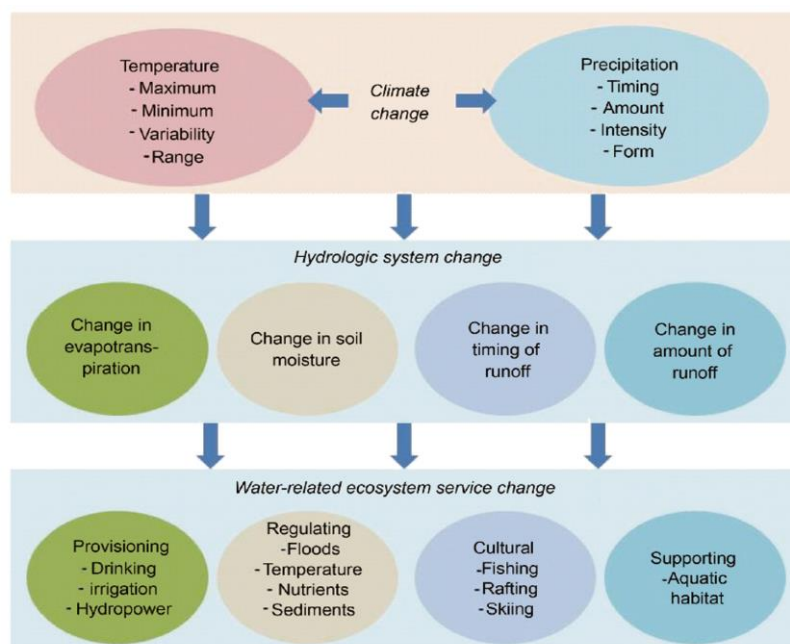 Temperature
- Maximum
- Minimum
- Variability
- Range
Climate
change
Precipitation
- Timing
- Amount
- Intensity
- Form
Hydrologic system change
Change in
evapotrans-
piration
Change in soil
moisture
Change in
timing of
runoff
Change in
amount of
runoff
Water-related ecosystem service change
Provisioning
- Drinking
- irrigation
- Hydropower
Regulating
-Floods
-Temperature
- Nutrients
- Sediments
Cultural
-Fishing
- Rafting
- Skiing
Supporting
-Aquatic
habitat